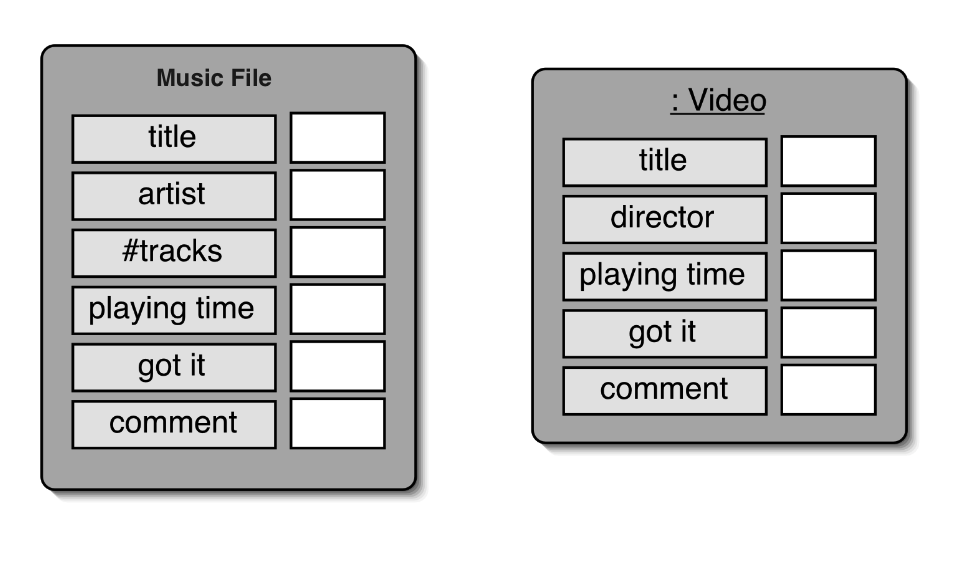 Music File
title
artist
#tracks
playing time
got it
comment
: Video
title
director
playing time
got it
comment